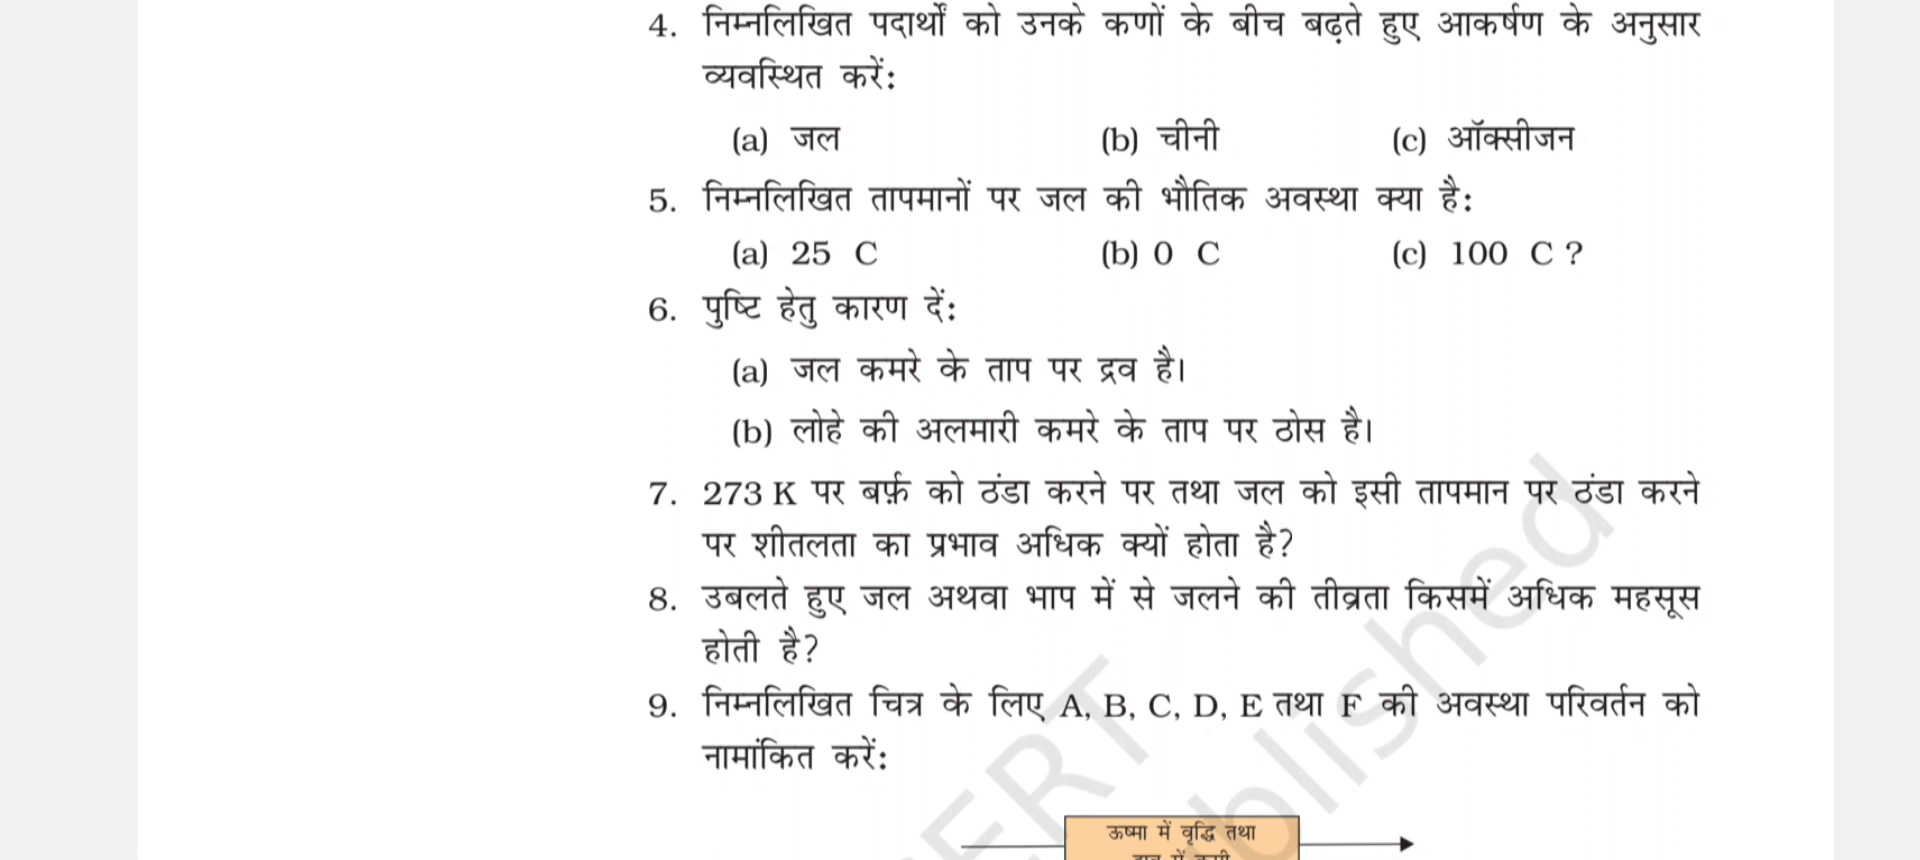 4. निम्नलिखित पदार्थों को उनके कणों के बीच बढ़ते हुए आकर्षण के अनुसार
व्यवस्थित करें:
(a) जल (b) चीनी (c) ऑक्सीजन
5. निम्नलिखित तापमानों पर जल की भौतिक अवस्था क्या है:
(a) 25 C (b) 0 C (c) 100 C ?
6. पुष्टि हेतु कारण दें:
(a) जल कमरे के ताप पर द्रव है।
(b) लोहे की अलमारी कमरे के ताप पर ठोस है।
7. 273 K पर बर्फ़ को ठंडा करने पर तथा जल को इसी तापमान पर ठंडा करने
पर शीतलता का प्रभाव अधिक क्यों होता है?
8. उबलते हुए जल अथवा भाप में से जलने की तीव्रता किसमें अधिक महसूस
होती है?
9. निम्नलिखित चित्र के लिए A, B, C, D, E तथा F की अवस्था परिवर्तन को
नामांकित करें:
ऊष्मा में वृद्धि तथा